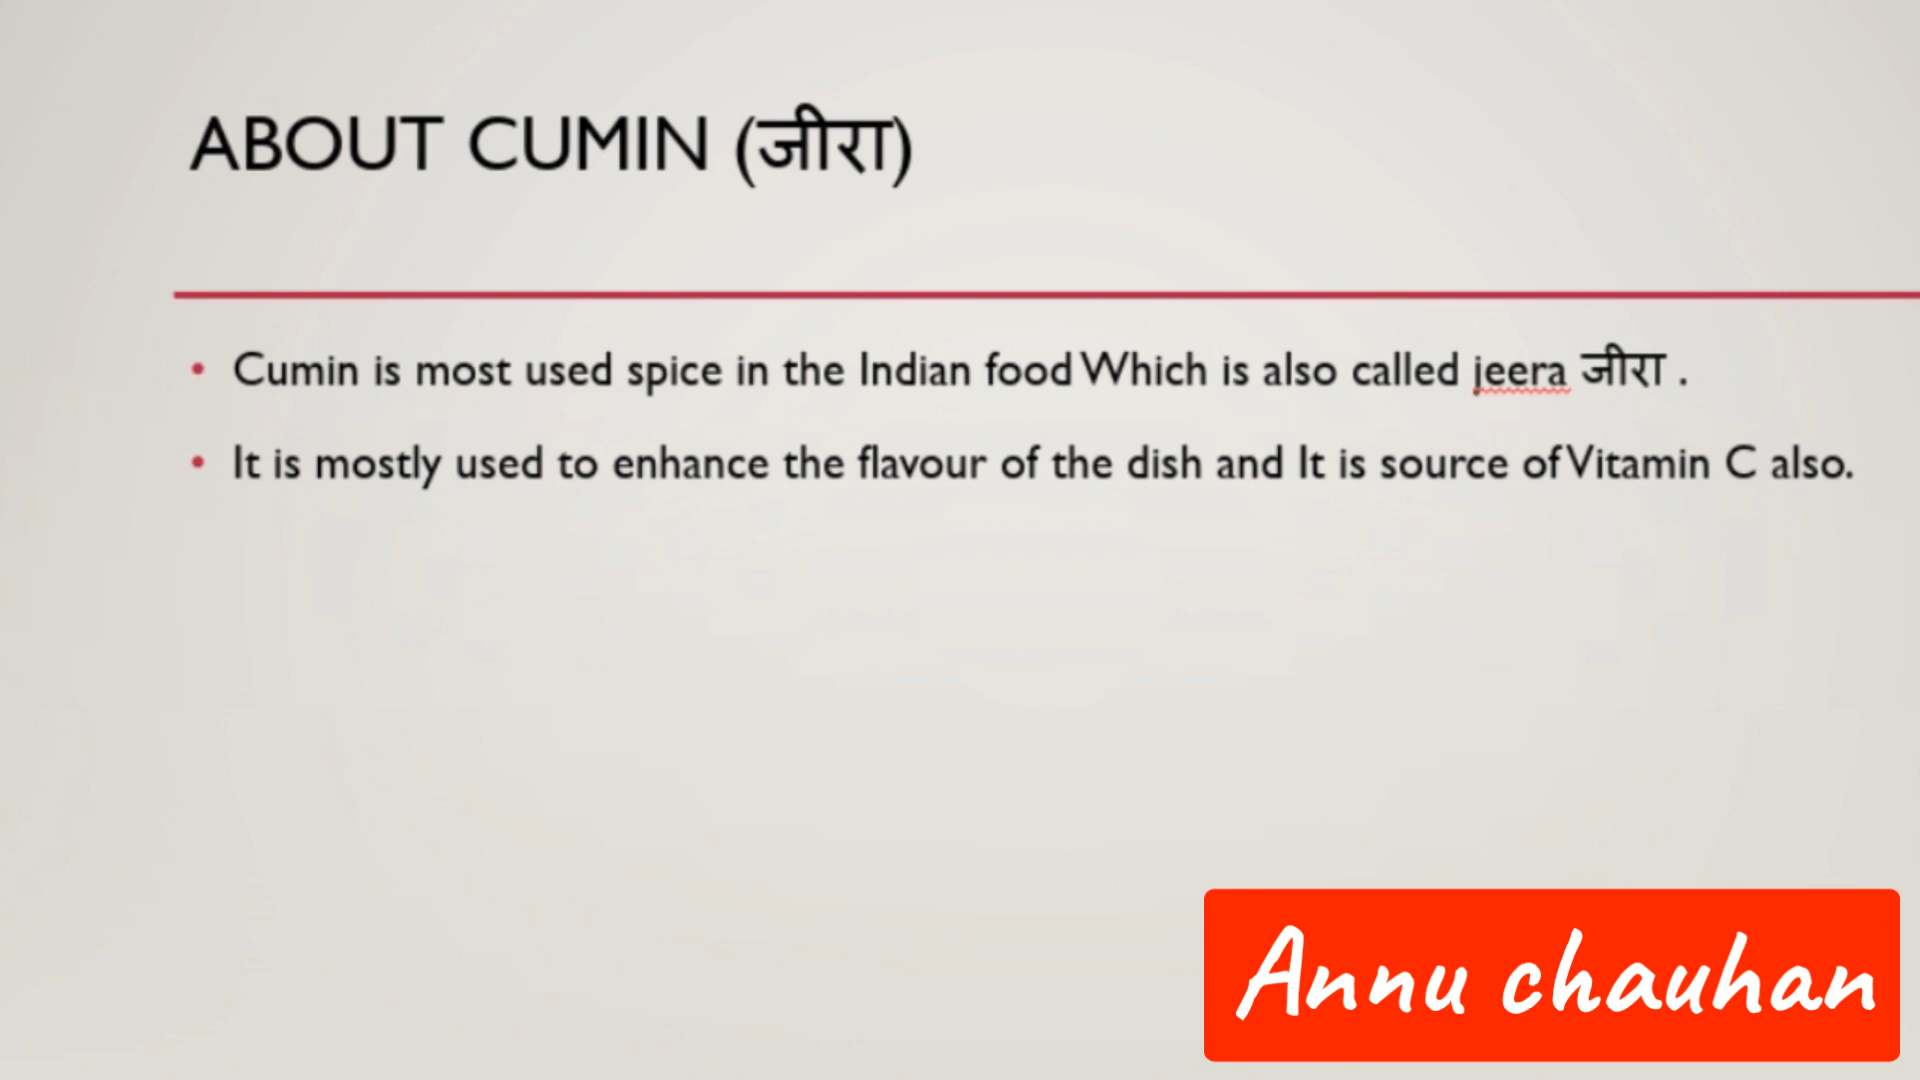 ABOUT CUMIN (जीरा)
• Cumin is most used spice in the Indian food Which is also called jeera जीरा .
• It is mostly used to enhance the flavour of the dish and It is source of Vitamin C also.
Annu chauhan